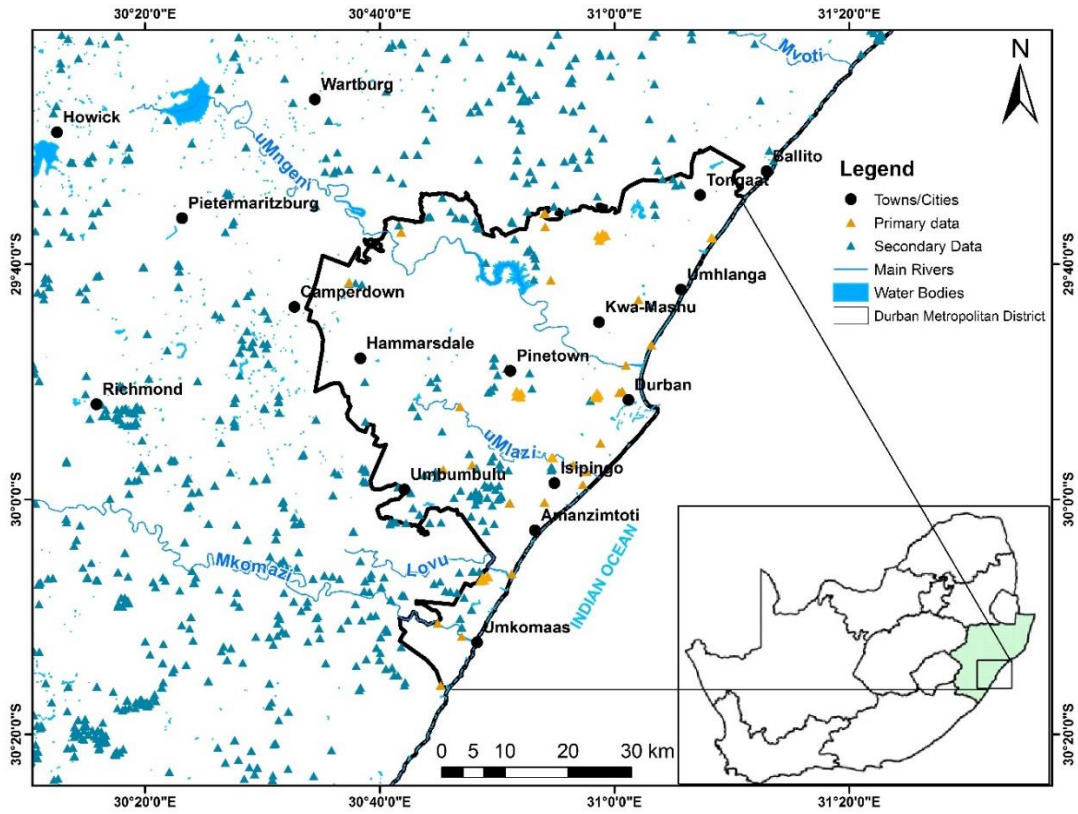 30°20'0"E
30°40'0"E
31°0'0"E
31°20'0"E
N
Mvoti
Wartburg
Howick
uMngeni
Ballito
Tongaat
Legend
Towns/Cities
Primary data
Secondary Data
Main Rivers
Water Bodies
Durban Metropolitan District
Pietermaritzburg
29°40'0"S
29°40'0"S
Umhlanga
Camperdown
Kwa-Mashu
Hammarsdale
Pinetown
Richmond
Durban
uMlazi
Umbumbulu
Isipingo
30°0'0"S
30°0'0"S
Amanzimtoti
Mkomazi
Lovu
INDIAN OCEAN
Umkomaas
30°20'0"S
30°20'0"S
0 5 10 20 30 km
30°20'0"E
30°40'0"E
31°0'0"E
31°20'0"E